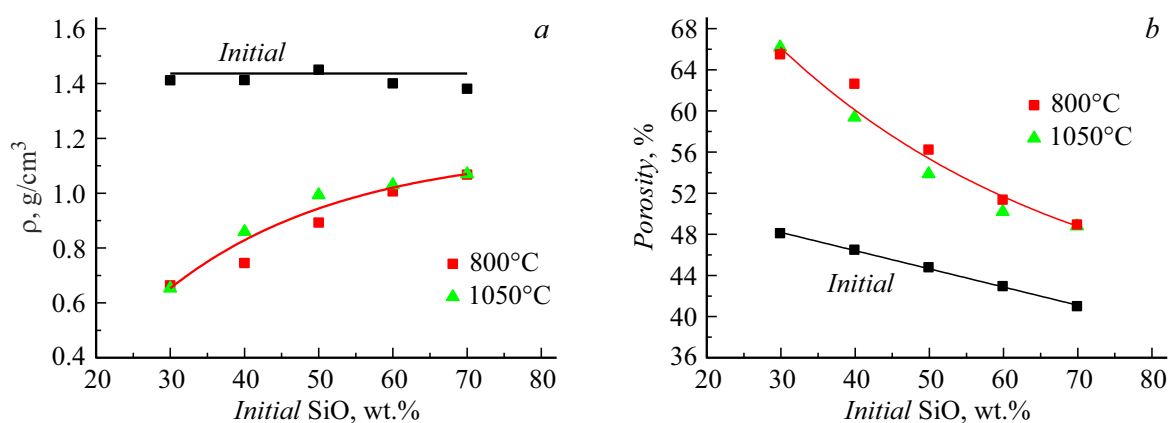 a
1.6
1.4
1.2
1.0
0.8
0.6
0.4
ρ, g/cm³
Initial
800°C
1050°C
20 30 40 50 60 70 80
Initial SiO, wt.%
b
68
64
60
56
52
48
44
40
36
Porosity, %
800°C
1050°C
Initial
20 30 40 50 60 70 80
Initial SiO, wt.%